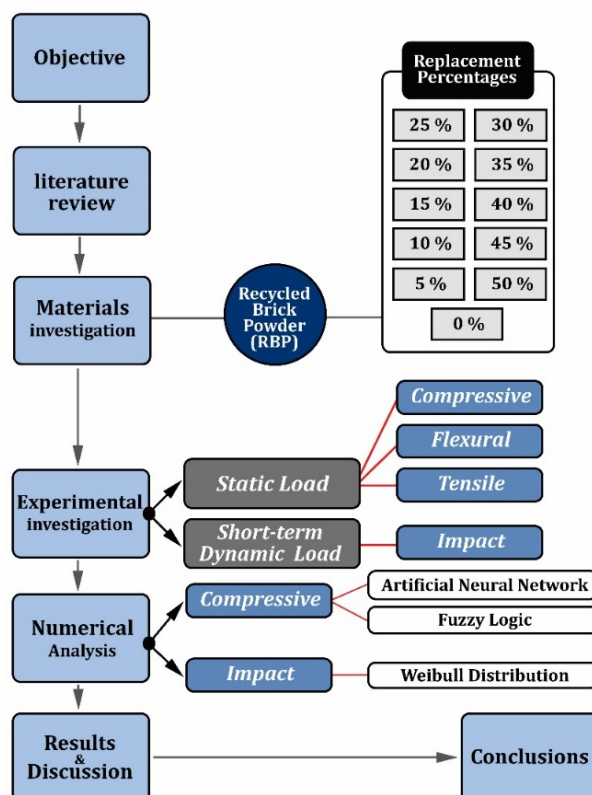 Objective
Replacement
Percentages
25 % 30 %
20 % 35 %
15 % 40 %
10 % 45 %
5 % 50 %
0 %
literature
review
Materials
investigation
Recycled
Brick
Powder
(RBP)
Experimental
investigation
Static Load
Compressive
Flexural
Tensile
Short-term
Dynamic Load
Impact
Numerical
Analysis
Compressive
Artificial Neural Network
Fuzzy Logic
Impact
Weibull Distribution
Results
&
Discussion
Conclusions